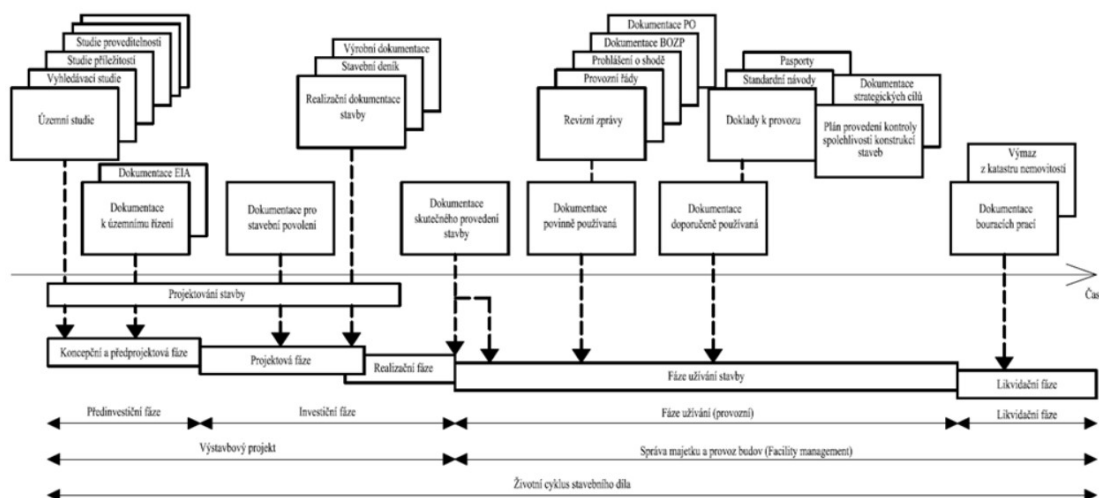 Studie proveditelnosti
Studie příležitostí
Vyhledávací studie
Územní studie
Dokumentace EIA
Dokumentace
k územnímu řízení
Dokumentace pro
stavební povolení
Výrobní dokumentace
Stavební deník
Realizační dokumentace
stavby
Dokumentace
skutečného provedení
stavby
Dokumentace PO
Dokumentace BOZP
Prohlášení o shodě
Provozní řády
Revizní zprávy
Dokumentace
povinně používaná
Pasporty
Standardní návody
Doklady k provozu
Dokumentace
strategických cílů
Plán provedení kontroly
spolehlivosti konstrukcí
staveb
Dokumentace
doporučeně používaná
Výmaz
z katastru nemovitostí
Dokumentace
bouracích prací
Čas
Projektování stavby
Koncepční a předprojektová fáze
Projektová fáze
Realizační fáze
Fáze užívání stavby
Likvidační fáze
Předinvestiční fáze
Investiční fáze
Fáze užívání (provozní)
Likvidační fáze
Výstavbový projekt
Správa majetku a provoz budov (Facility management)
Životní cyklus stavebního díla